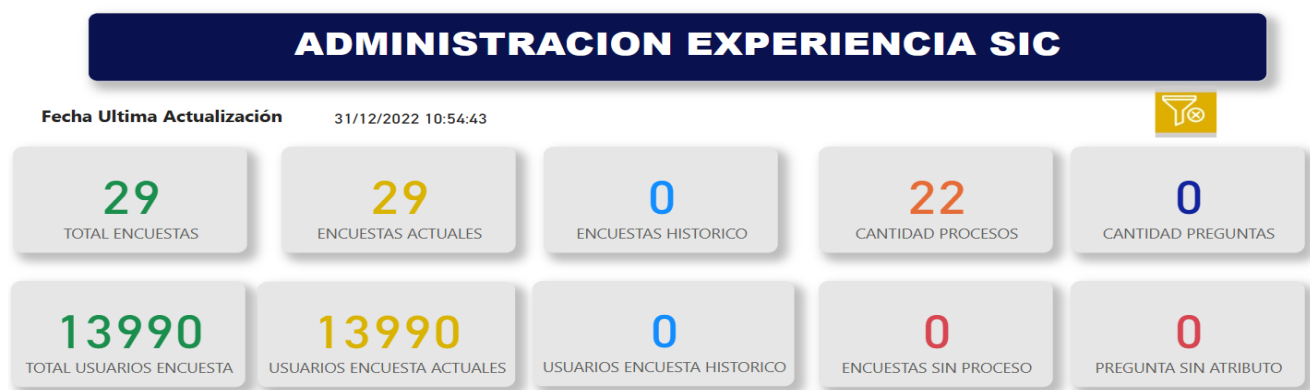 ADMINISTRACION EXPERIENCIA SIC
Fecha Ultima Actualización 31/12/2022 10:54:43
29 29 0 22 0
TOTAL ENCUESTAS ENCUESTAS ACTUALES ENCUESTAS HISTORICO CANTIDAD PROCESOS CANTIDAD PREGUNTAS
13990 13990 0 0 0
TOTAL USUARIOS ENCUESTA USUARIOS ENCUESTA ACTUALES USUARIOS ENCUESTA HISTORICO ENCUESTAS SIN PROCESO PREGUNTA SIN ATRIBUTO